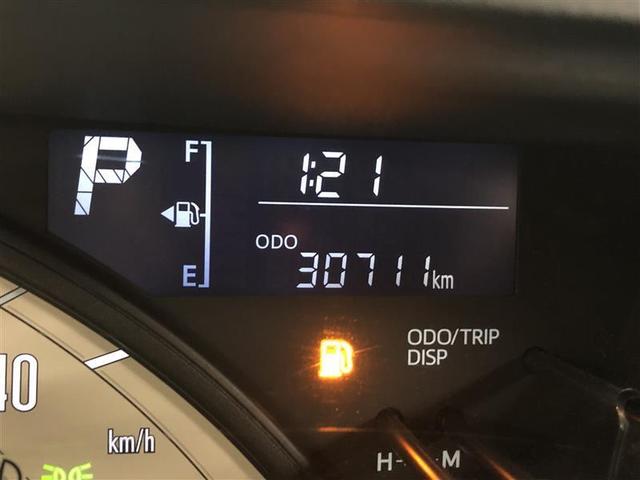 P
F
1:21
ODO
E
30711km
ODO/TRIP
DISP
40
km/h
H M